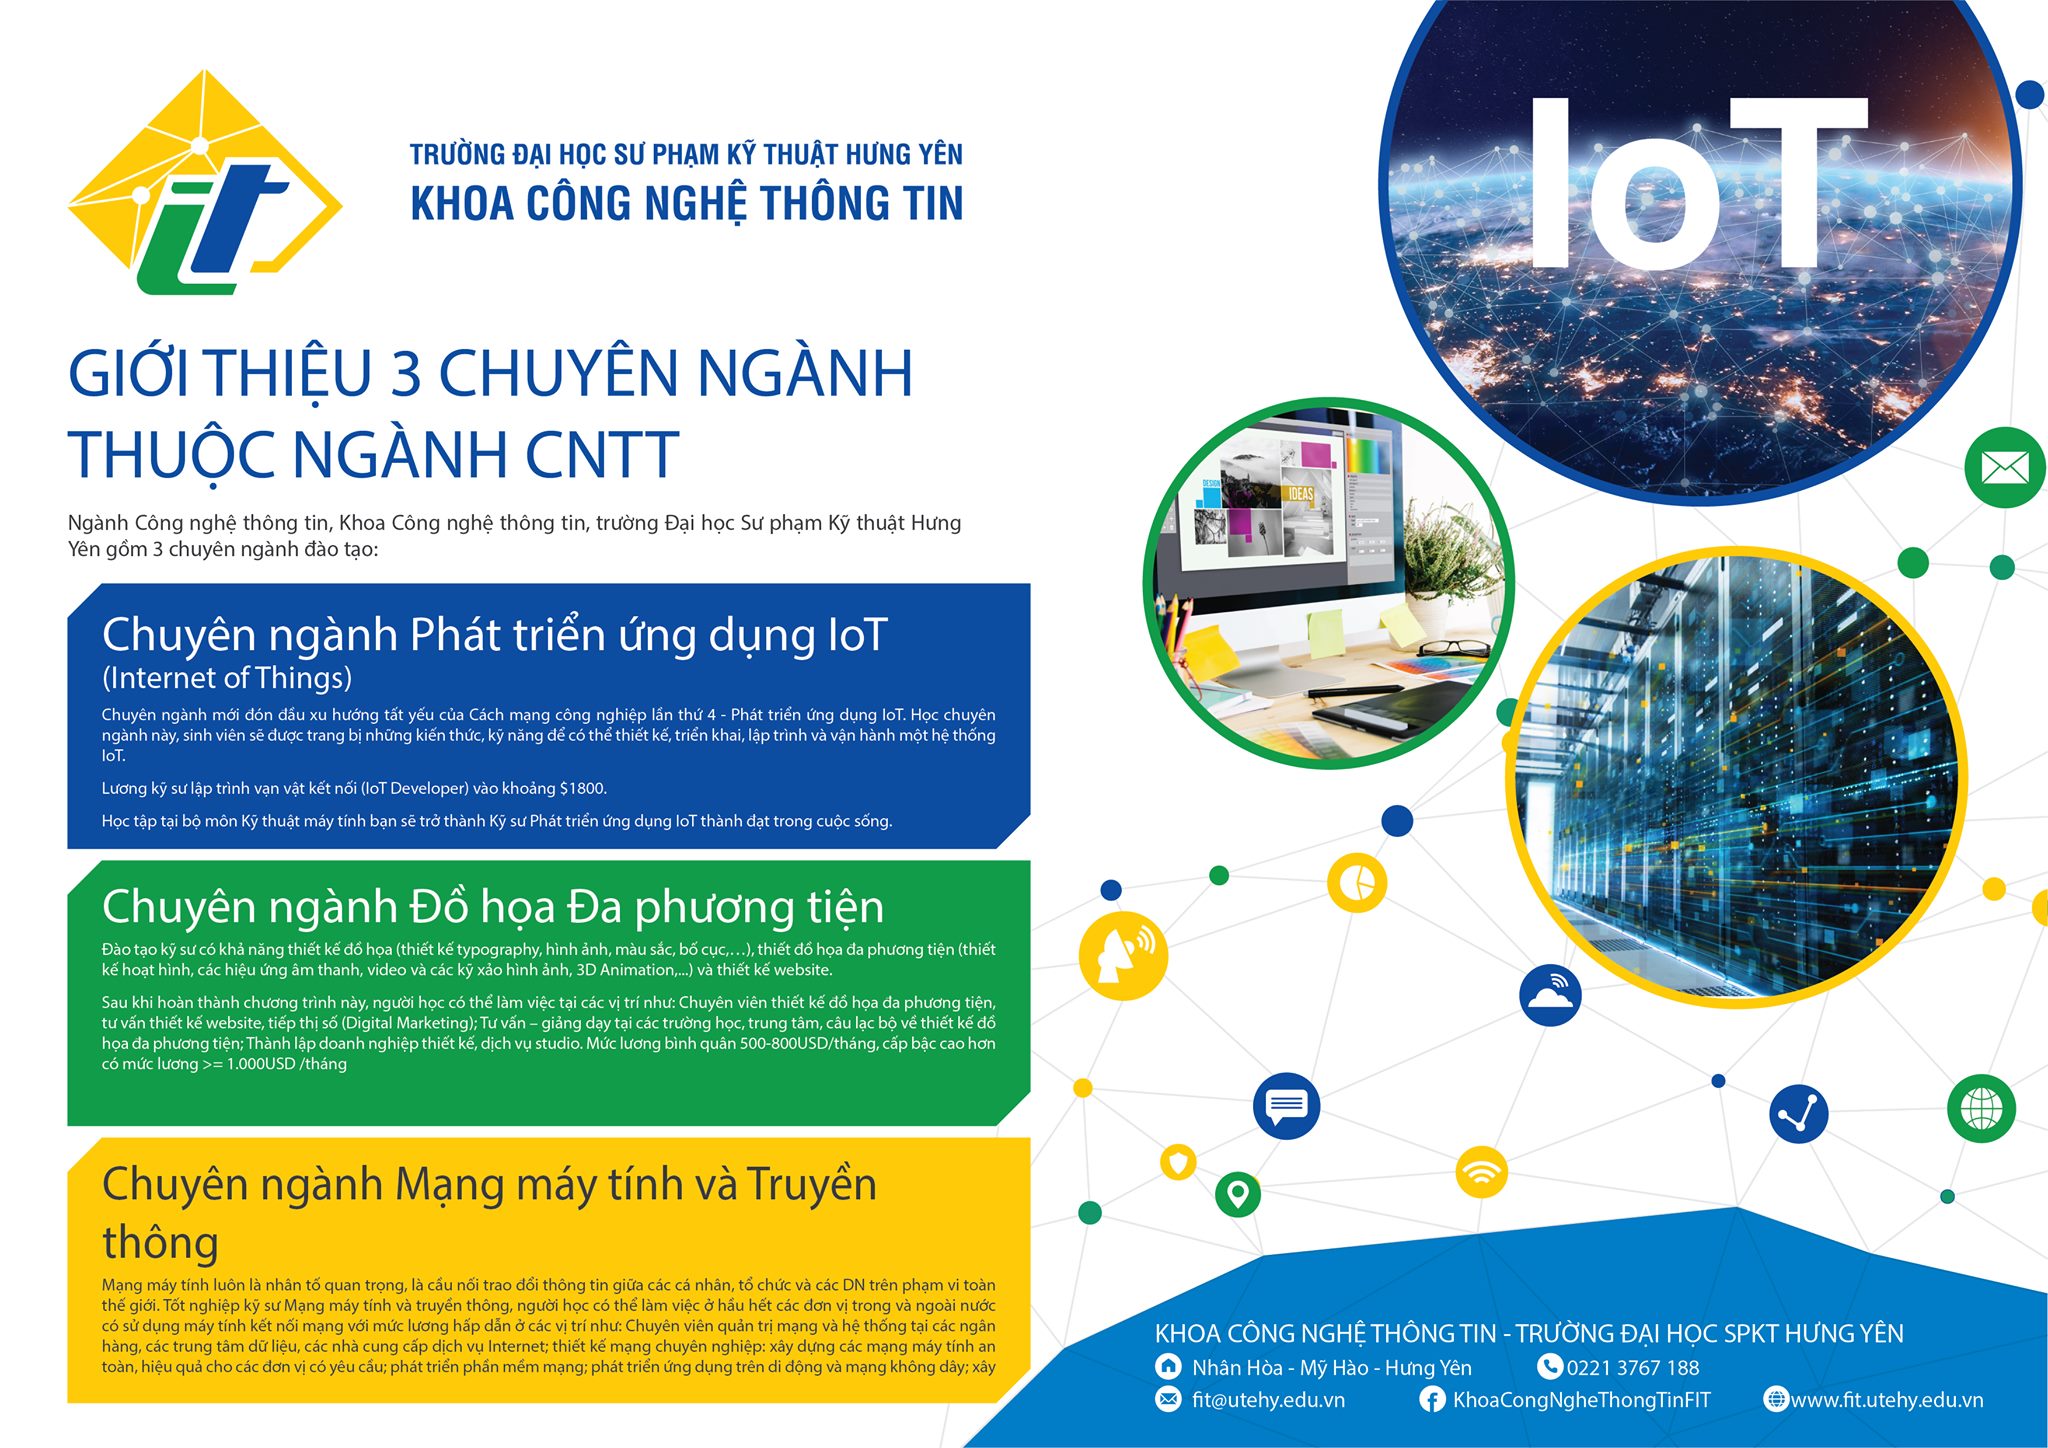 it
TRƯỜNG ĐẠI HỌC SƯ PHẠM KỸ THUẬT HƯNG YÊN
KHOA CÔNG NGHỆ THÔNG TIN
IoT
GIỚI THIỆU 3 CHUYÊN NGÀNH
THUỘC NGÀNH CNTT
Ngành Công nghệ thông tin, Khoa Công nghệ thông tin, trường Đại học Sư phạm Kỹ thuật Hưng
Yên gồm 3 chuyên ngành đào tạo:
DESIGN
IDEAS
Chuyên ngành Phát triển ứng dụng IoT
(Internet of Things)
Chuyên ngành mới đón đầu xu hướng tất yếu của Cách mạng công nghiệp lần thứ 4 - Phát triển ứng dụng IoT. Học chuyên
ngành này, sinh viên sẽ được trang bị những kiến thức, kỹ năng để có thể thiết kế, triển khai, lập trình và vận hành một hệ thống
IoT.
Lương kỹ sư lập trình vạn vật kết nối (IoT Developer) vào khoảng $1800.
Học tập tại bộ môn Kỹ thuật máy tính bạn sẽ trở thành Kỹ sư Phát triển ứng dụng IoT thành đạt trong cuộc sống.
Chuyên ngành Đồ họa Đa phương tiện
Đào tạo kỹ sư có khả năng thiết kế đồ họa (thiết kế typography, hình ảnh, màu sắc, bố cục,…), thiết đồ họa đa phương tiện (thiết
kế hoạt hình, các hiệu ứng âm thanh, video và các kỹ xảo hình ảnh, 3D Animation,...) và thiết kế website.
Sau khi hoàn thành chương trình này, người học có thể làm việc tại các vị trí như: Chuyên viên thiết kế đồ họa đa phương tiện,
tư vấn thiết kế website, tiếp thị số (Digital Marketing); Tư vấn – giảng dạy tại các trường học, trung tâm, câu lạc bộ về thiết kế đồ
họa đa phương tiện; Thành lập doanh nghiệp thiết kế, dịch vụ studio. Mức lương bình quân 500-800USD/tháng, cấp bậc cao hơn
có mức lương >= 1.000USD /tháng
Chuyên ngành Mạng máy tính và Truyền
thông
Mạng máy tính luôn là nhân tố quan trọng, là cầu nối trao đổi thông tin giữa các cá nhân, tổ chức và các DN trên phạm vi toàn
thế giới. Tốt nghiệp kỹ sư Mạng máy tính và truyền thông, người học có thể làm việc ở hầu hết các đơn vị trong và ngoài nước
có sử dụng máy tính kết nối mạng với mức lương hấp dẫn ở các vị trí như: Chuyên viên quản trị mạng và hệ thống tại các ngân
hàng, các trung tâm dữ liệu, các nhà cung cấp dịch vụ Internet; thiết kế mạng chuyên nghiệp: xây dựng các mạng máy tính an
toàn, hiệu quả cho các đơn vị có yêu cầu; phát triển phần mềm mạng; phát triển ứng dụng trên di động và mạng không dây; xây
KHOA CÔNG NGHỆ THÔNG TIN - TRƯỜNG ĐẠI HỌC SPKT HƯNG YÊN
Nhân Hòa - Mỹ Hào - Hưng Yên 0221 3767 188
fit@utehy.edu.vn KhoaCongNgheThongTinFIT www.fit.utehy.edu.vn